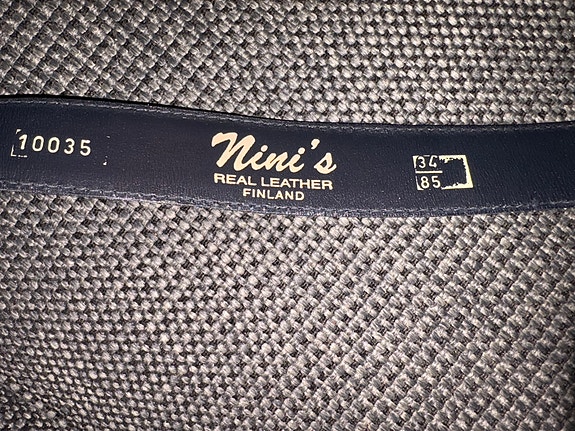 10035
Nini's
REAL LEATHER
FINLAND
34
85